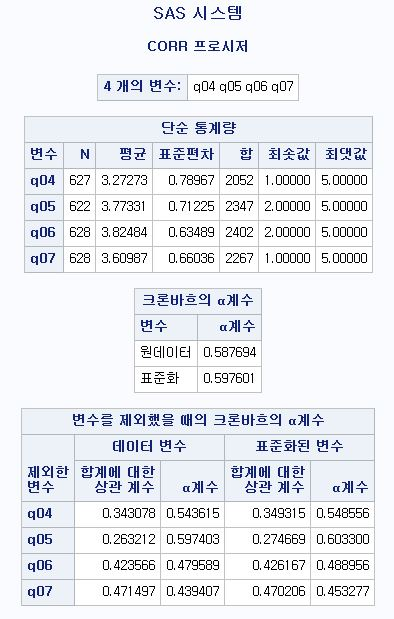 SAS 시스템
CORR 프로시저
4 개의 변수: q04 q05 q06 q07
단순 통계량
변수 N 평균 표준편차 합 최솟값 최댓값
q04 627 3.27273 0.78967 2052 1.00000 5.00000
q05 622 3.77331 0.71225 2347 2.00000 5.00000
q06 628 3.82484 0.63489 2402 2.00000 5.00000
q07 628 3.60987 0.66036 2267 1.00000 5.00000
크론바흐의 α계수
변수 α계수
원데이터 0.587694
표준화 0.597601
변수를 제외했을 때의 크론바흐의 α계수
데이터 변수 표준화된 변수
제외한 변수 합계에 대한 상관 계수 α계수 합계에 대한 상관 계수 α계수
q04 0.343078 0.543615 0.349315 0.548556
q05 0.263212 0.597403 0.274669 0.603300
q06 0.423566 0.479589 0.426167 0.488956
q07 0.471497 0.439407 0.470206 0.453277